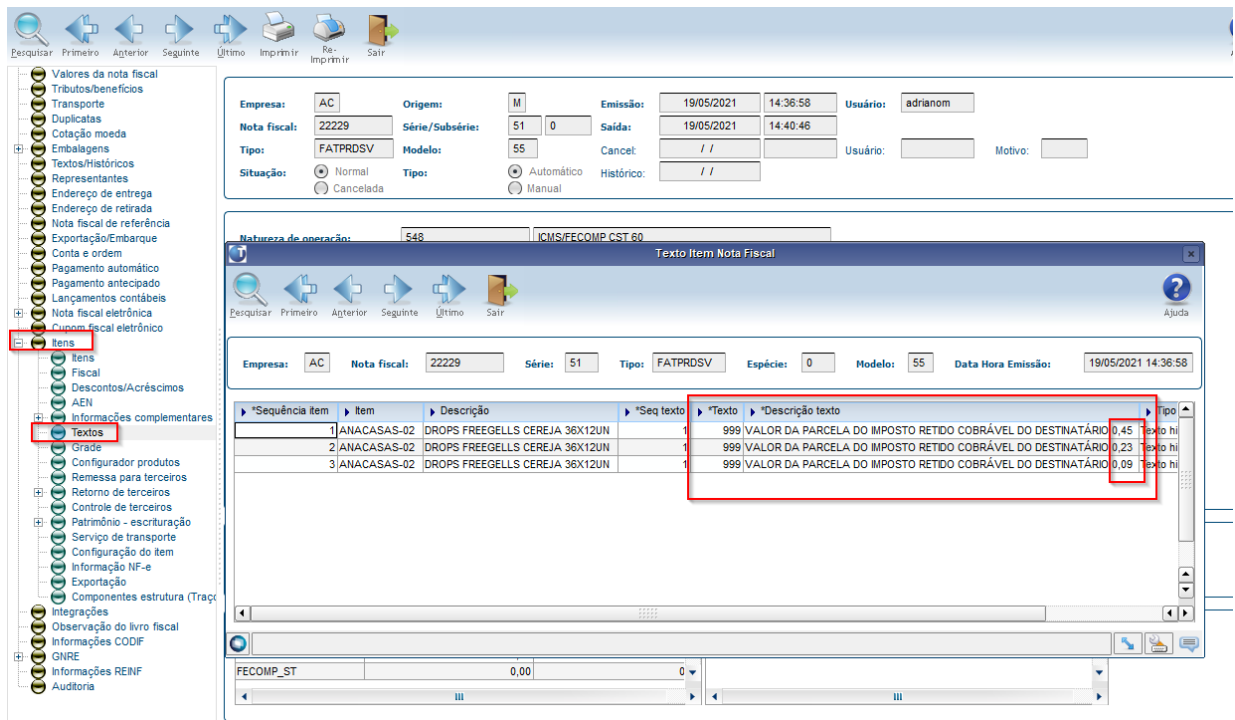 Pesquisar Primeiro Anterior Seguinte Último Imprimir Re-Imprimir Sair
Valores da nota fiscal
Tributos/benefícios
Transporte
Duplicatas
Cotação moeda
Embalagens
Textos/Históricos
Representantes
Endereço de entrega
Endereço de retirada
Nota fiscal de referência
Exportação/Embarque
Conta e ordem
Pagamento automático
Pagamento antecipado
Lançamentos contábeis
Nota fiscal eletrônica
Cupom fiscal eletrônico
Itens
Itens
Fiscal
Descontos/Acréscimos
AEN
Informações complementares
Textos
Grade
Configurador produtos
Remessa para terceiros
Retorno de terceiros
Controle de terceiros
Patrimônio - escrituração
Serviço de transporte
Configuração do item
Informação NF-e
Exportação
Componentes estrutura (Traço
Integrações
Observação do livro fiscal
Informações CODIF
GNRE
Informações REINF
Auditoria
Empresa: AC Origem: M Emissão: 19/05/2021 14:36:58 Usuário: adrianom
Nota fiscal: 22229 Série/Subsérie: 51 0 Saída: 19/05/2021 14:40:46
Tipo: FATPRDSV Modelo: 55 Cancel: / / Usuário: Motivo:
Situação: Normal Tipo: Automático Histórico: / /
Cancelada Manual
Natureza de operação: 548 ICMS/FECOMP CST 60
Texto Item Nota Fiscal
Pesquisar Primeiro Anterior Seguinte Último Sair Ajuda
Empresa: AC Nota fiscal: 22229 Série: 51 Tipo: FATPRDSV Espécie: 0 Modelo: 55 Data Hora Emissão: 19/05/2021 14:36:58
*Sequência item Item Descrição *Seq texto *Texto *Descrição texto Tipo
1 ANACASAS-02 DROPS FREEGELLS CEREJA 36X12UN 1 999 VALOR DA PARCELA DO IMPOSTO RETIDO COBRÁVEL DO DESTINATÁRIO 0,45 Texto hi
2 ANACASAS-02 DROPS FREEGELLS CEREJA 36X12UN 1 999 VALOR DA PARCELA DO IMPOSTO RETIDO COBRÁVEL DO DESTINATÁRIO 0,23 Texto hi
3 ANACASAS-02 DROPS FREEGELLS CEREJA 36X12UN 1 999 VALOR DA PARCELA DO IMPOSTO RETIDO COBRÁVEL DO DESTINATÁRIO 0,09 Texto hi
FECOMP_ST 0,00 0